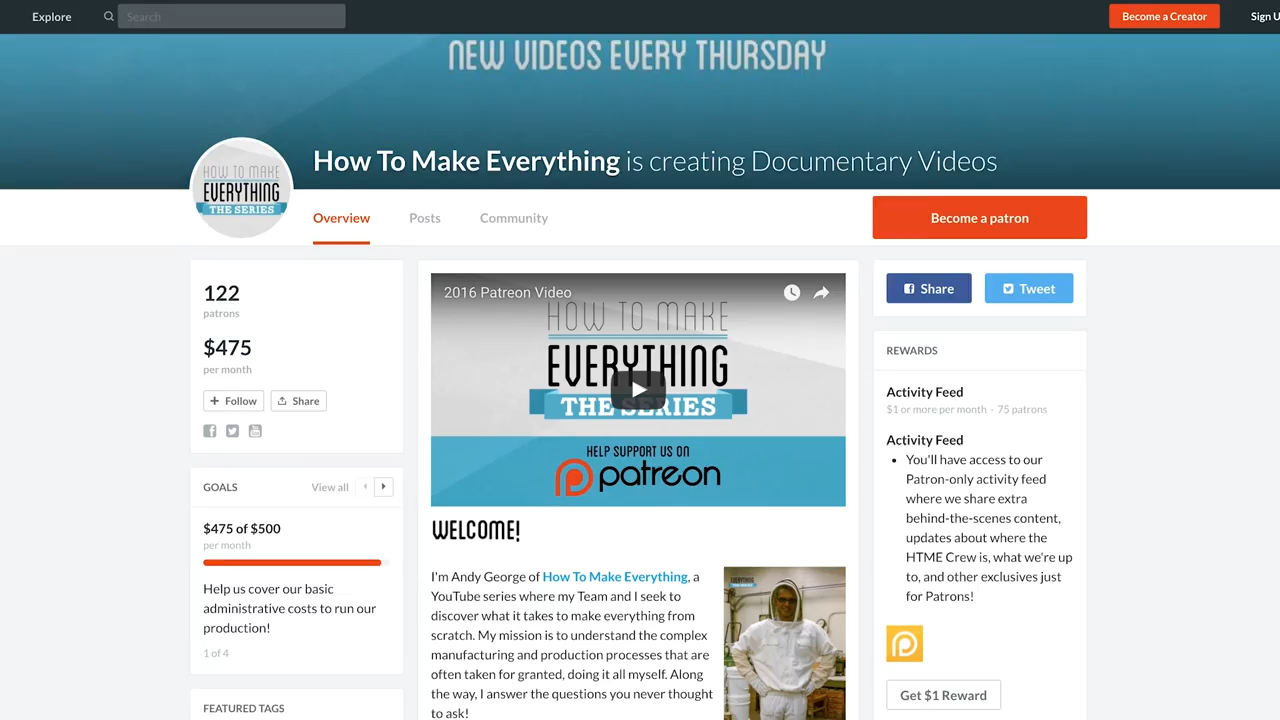 Explore
Search
Become a Creator
Sign U
NEW VIDEOS EVERY THURSDAY
HOW TO MAKE
EVERYTHING
THE SERIES
How To Make Everything is creating Documentary Videos
Overview
Posts
Community
Become a patron
122
patrons
$475
per month
+ Follow
Share
GOALS
View all
$475 of $500
per month
Help us cover our basic
administrative costs to run our
production!
1 of 4
FEATURED TAGS
2016 Patreon Video
HOW TO MAKE
EVERYTHING
THE SERIES
HELP SUPPORT US ON
patreon
WELCOME!
I'm Andy George of How To Make Everything, a
YouTube series where my Team and I seek to
discover what it takes to make everything from
scratch. My mission is to understand the complex
manufacturing and production processes that are
often taken for granted, doing it all myself. Along
the way, I answer the questions you never thought
to ask!
EVERYTHING
Share
Tweet
REWARDS
Activity Feed
$1 or more per month · 75 patrons
Activity Feed
• You'll have access to our
Patron-only activity feed
where we share extra
behind-the-scenes content,
updates about where the
HTME Crew is, what we're up
to, and other exclusives just
for Patrons!
Get $1 Reward